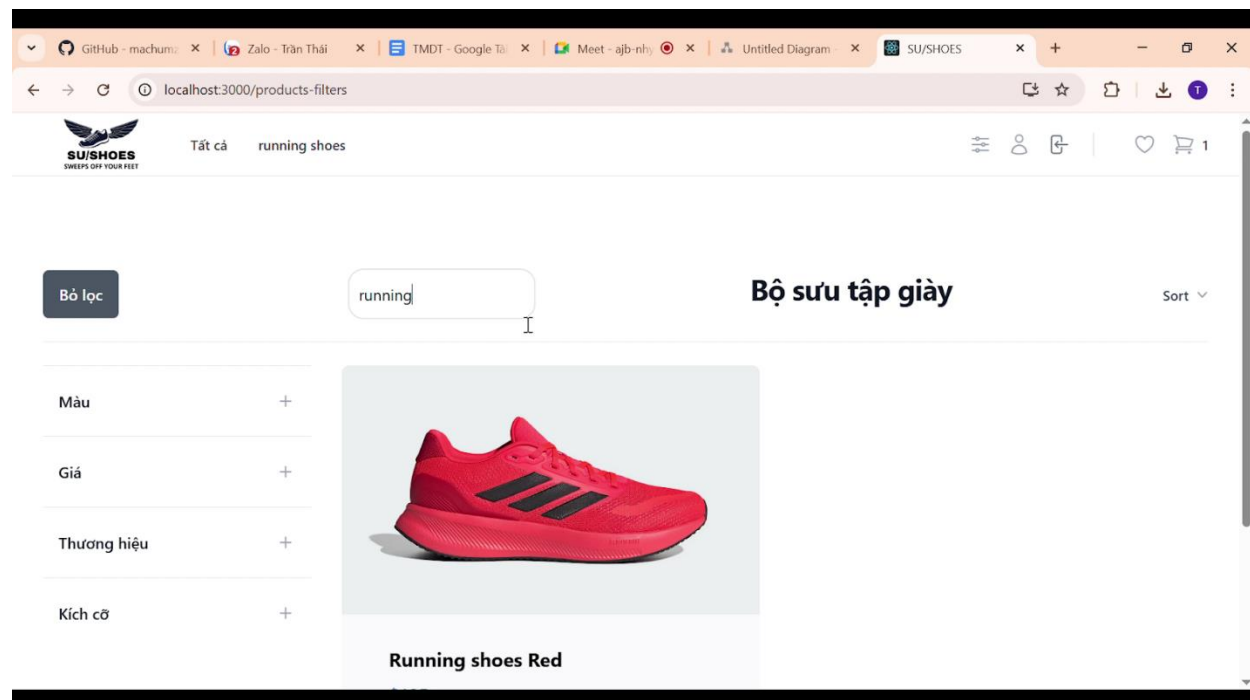 GitHub - machum
Zalo - Trần Thái
TMDT - Google Tài
Meet - ajb-nhy
Untitled Diagram -
SU/SHOES
localhost:3000/products-filters
T
SU/SHOES
SWEEPS OFF YOUR FEET
Tất cả
running shoes
1
Bỏ lọc
running
Bộ sưu tập giày
Sort
Màu
Giá
Thương hiệu
Kích cỡ
Running shoes Red